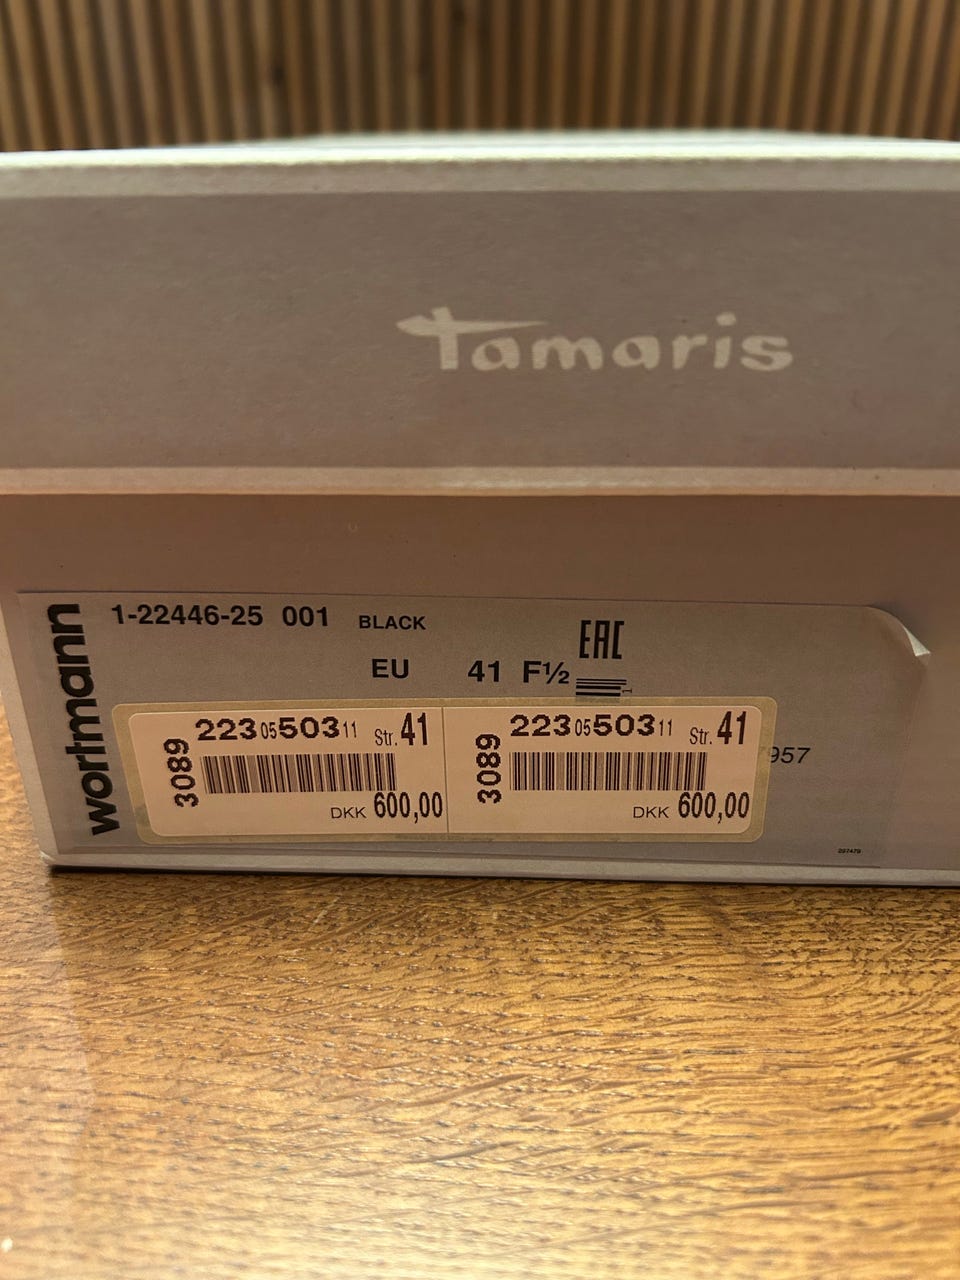 Tamaris
wortmann
1-22446-25 001 BLACK
EAC
EU 41 F½
3089
223 05 503 11 Str. 41
DKK 600,00
3089
223 05 503 11 Str. 41
DKK 600,00
957